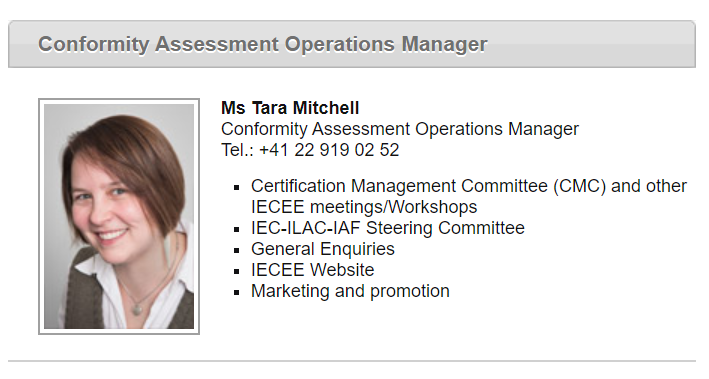 Conformity Assessment Operations Manager
Ms Tara Mitchell
Conformity Assessment Operations Manager
Tel.: +41 22 919 02 52
Certification Management Committee (CMC) and other
IECEE meetings/Workshops
IEC-ILAC-IAF Steering Committee
General Enquiries
IECEE Website
Marketing and promotion